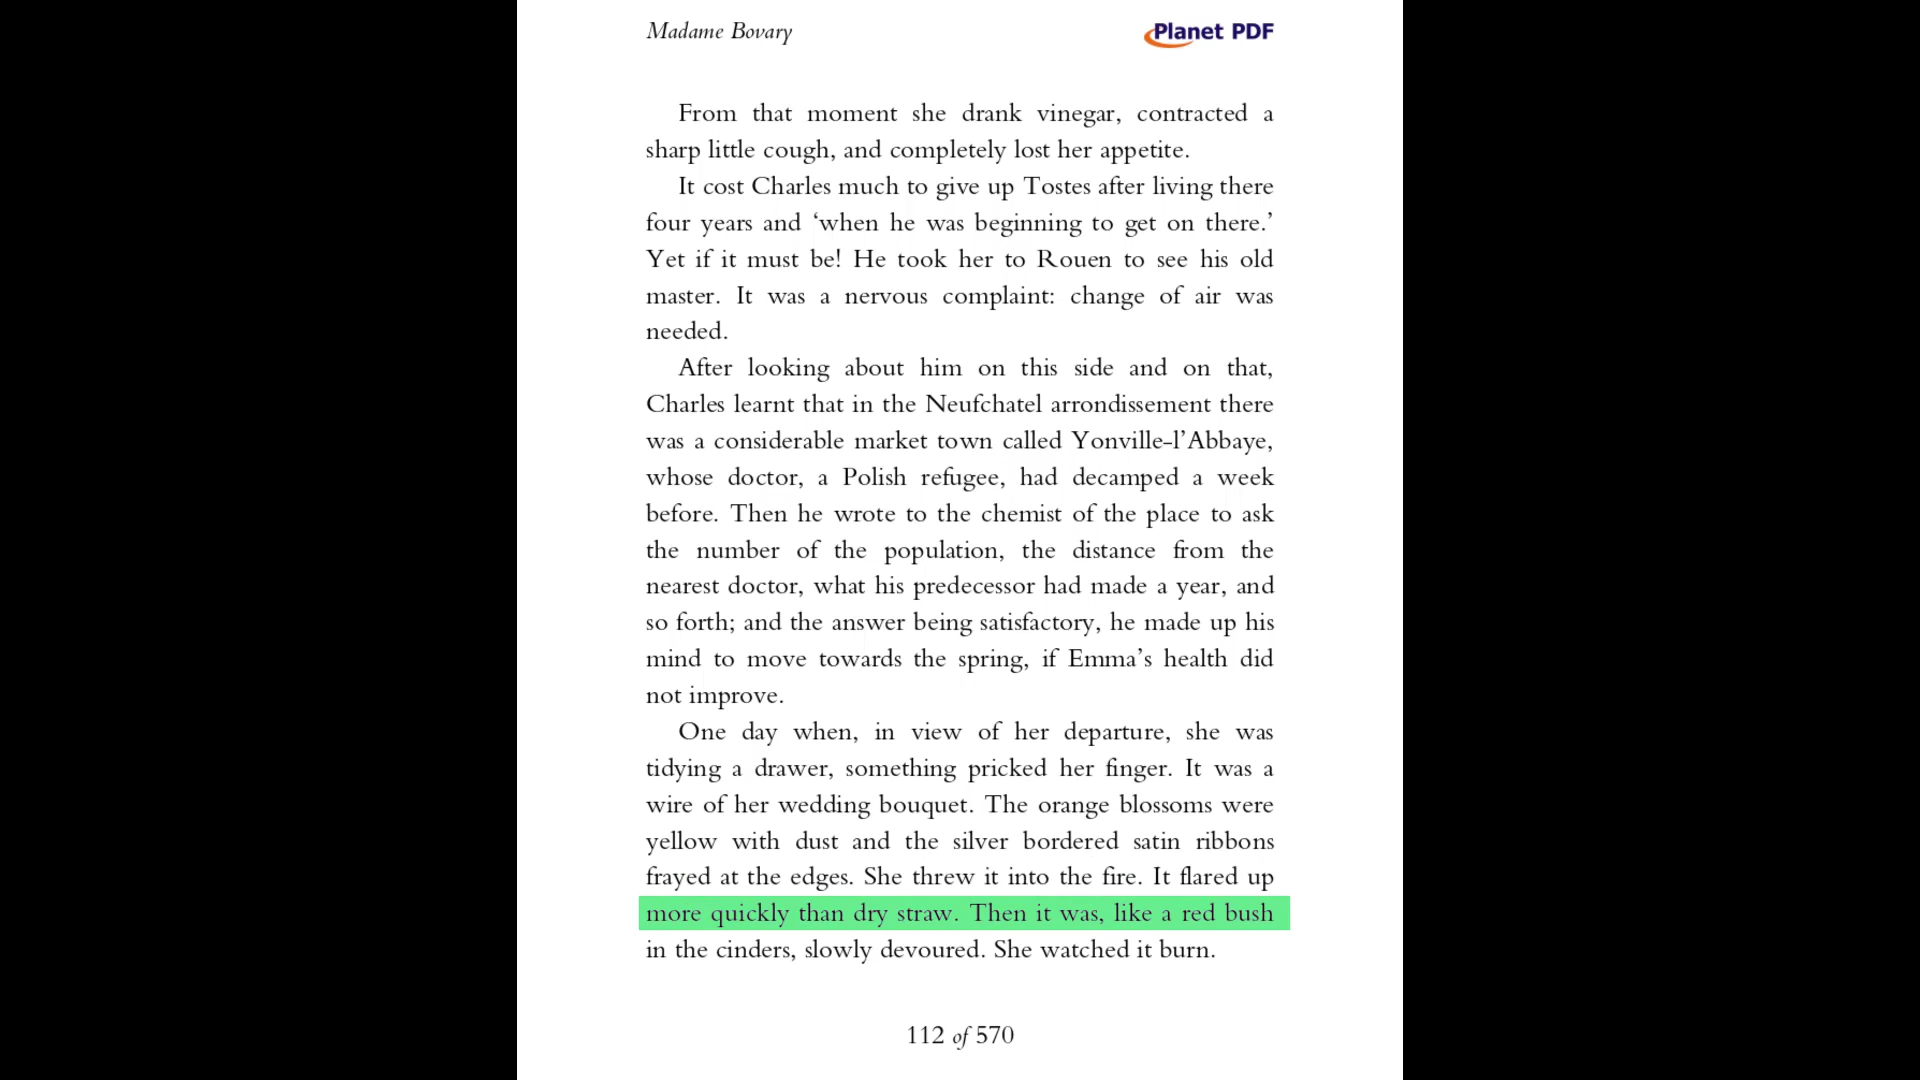 Madame Bovary
Planet PDF
From that moment she drank vinegar, contracted a
sharp little cough, and completely lost her appetite.
It cost Charles much to give up Tostes after living there
four years and ‘when he was beginning to get on there.’
Yet if it must be! He took her to Rouen to see his old
master. It was a nervous complaint: change of air was
needed.
After looking about him on this side and on that,
Charles learnt that in the Neufchatel arrondissement there
was a considerable market town called Yonville-l’Abbaye,
whose doctor, a Polish refugee, had decamped a week
before. Then he wrote to the chemist of the place to ask
the number of the population, the distance from the
nearest doctor, what his predecessor had made a year, and
so forth; and the answer being satisfactory, he made up his
mind to move towards the spring, if Emma’s health did
not improve.
One day when, in view of her departure, she was
tidying a drawer, something pricked her finger. It was a
wire of her wedding bouquet. The orange blossoms were
yellow with dust and the silver bordered satin ribbons
frayed at the edges. She threw it into the fire. It flared up
more quickly than dry straw. Then it was, like a red bush
in the cinders, slowly devoured. She watched it burn.
112 of 570